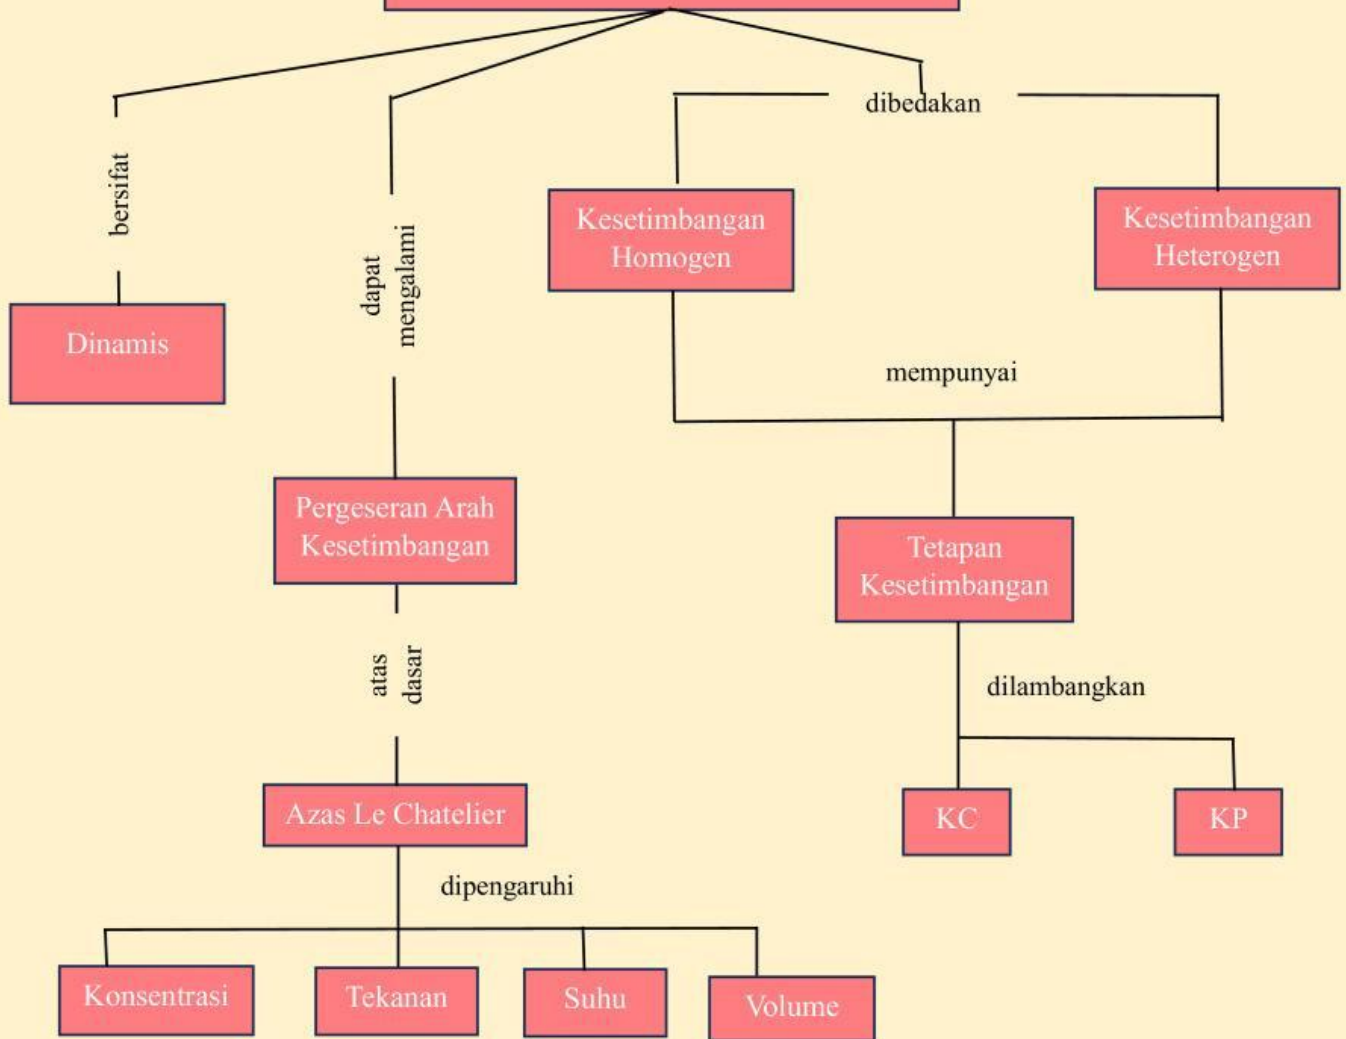 dibedakan
bersifat
dapat
mengalami
Kesetimbangan
Homogen
Kesetimbangan
Heterogen
Dinamis
mempunyai
Pergeseran Arah
Kesetimbangan
Tetapan
Kesetimbangan
atas
dasar
dilambangkan
Azas Le Chatelier
KC
KP
dipengaruhi
Konsentrasi
Tekanan
Suhu
Volume